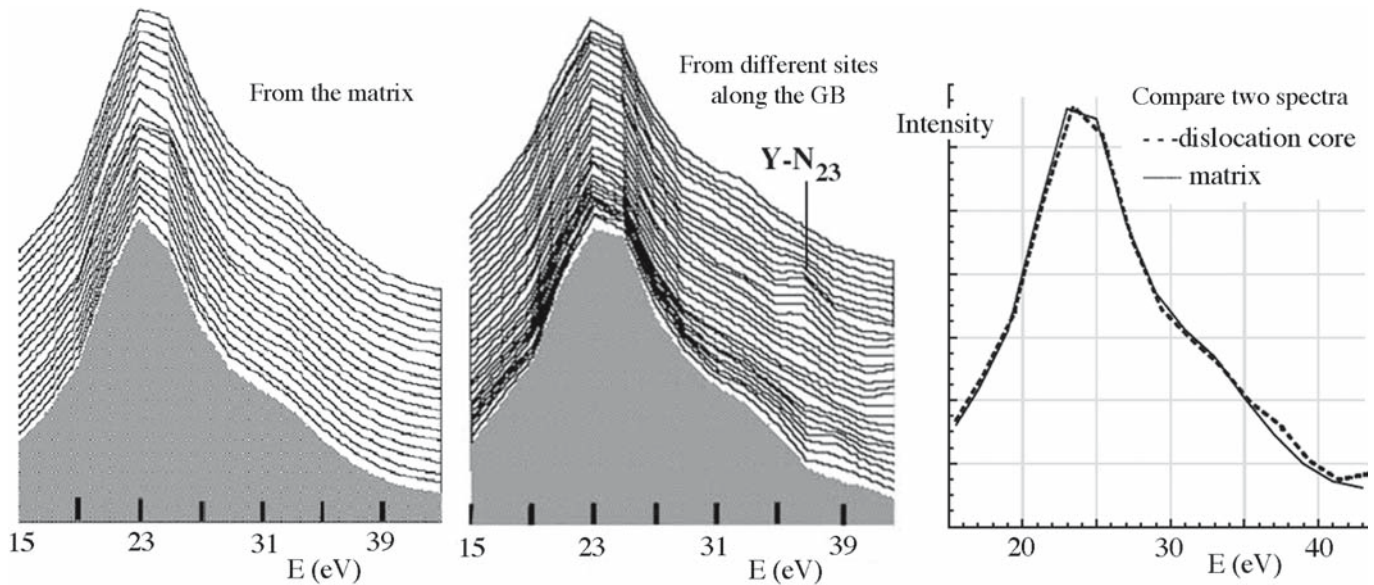 From the matrix
15 23 31 39
E (eV)
From different sites
along the GB
Y-N23
15 23 31 39
E (eV)
Intensity
Compare two spectra
dislocation core
matrix
20 30 40
E (eV)